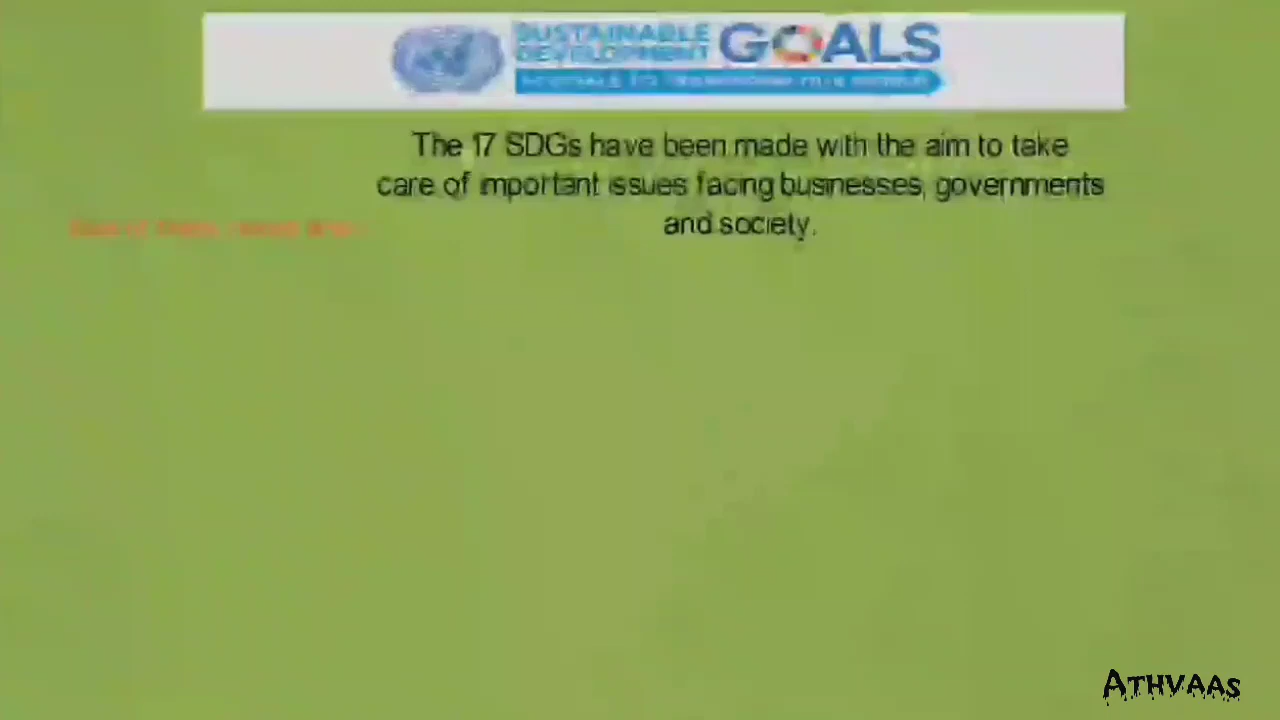 SUSTAINABLE
DEVELOPMENT
GOALS
The 17 SDGs have been made with the aim to take
care of important issues facing businesses, governments
and society.
ATHVAAS